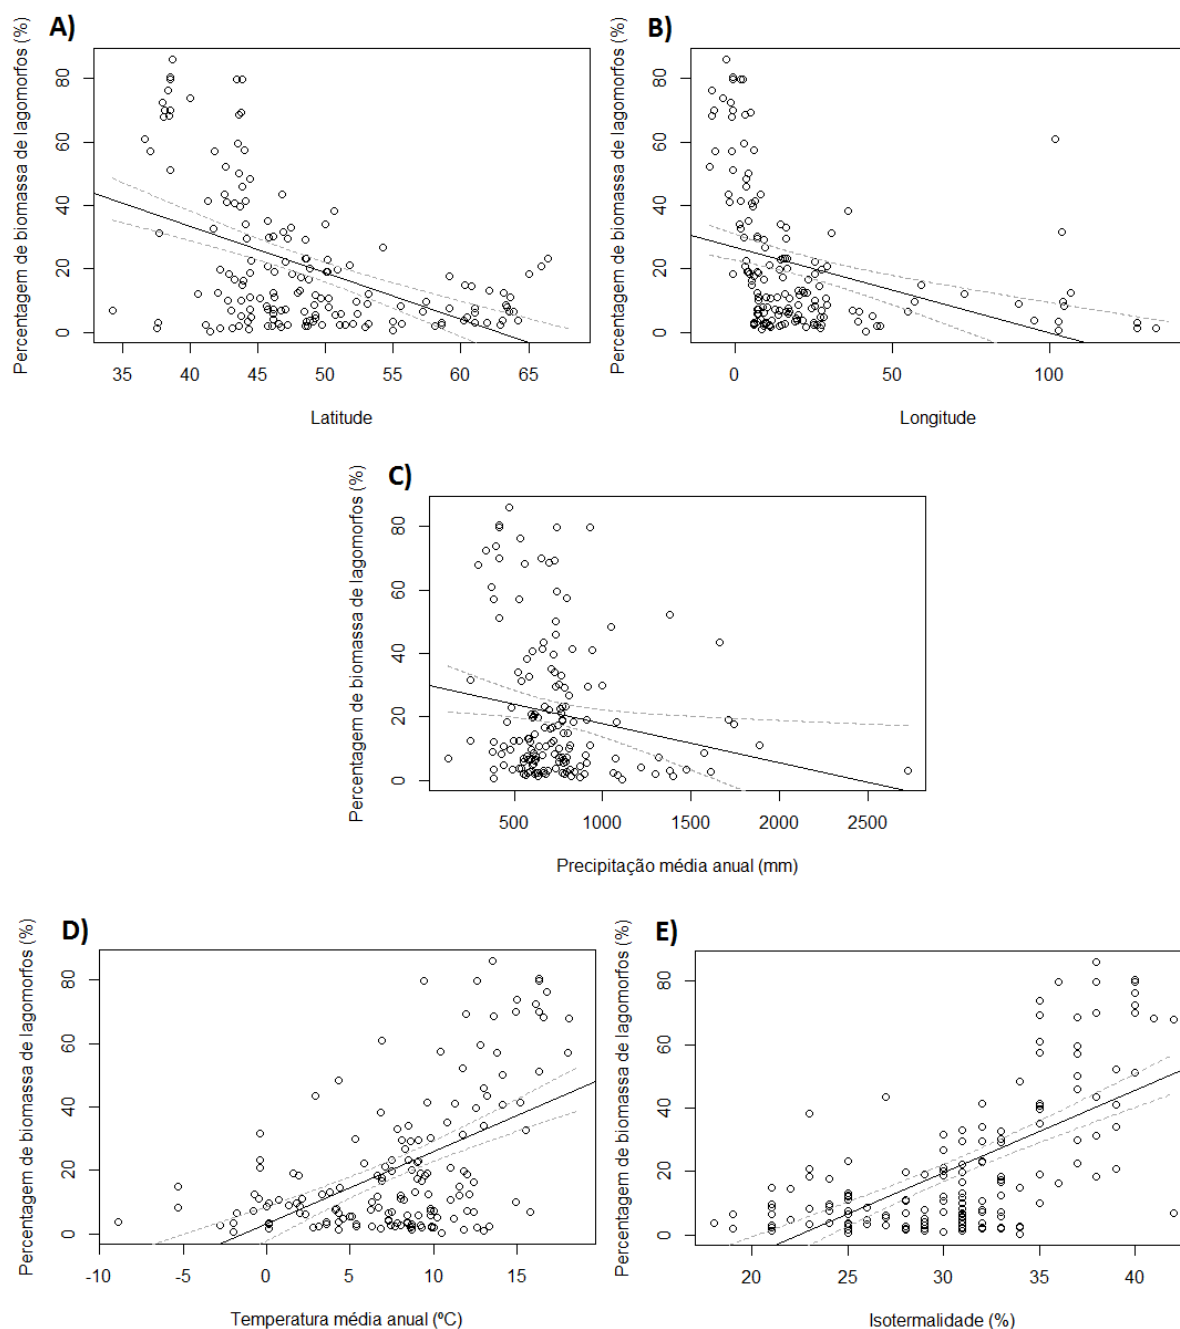 A)
Percentagem de biomassa de lagomorfos (%)
0 20 40 60 80
35 40 45 50 55 60 65
Latitude
B)
Percentagem de biomassa de lagomorfos (%)
0 20 40 60 80
0 50 100
Longitude
C)
Percentagem de biomassa de lagomorfos (%)
0 20 40 60 80
500 1000 1500 2000 2500
Precipitação média anual (mm)
D)
Percentagem de biomassa de lagomorfos (%)
0 20 40 60 80
-10 -5 0 5 10 15
Temperatura média anual (ºC)
E)
Percentagem de biomassa de lagomorfos (%)
0 20 40 60 80
20 25 30 35 40
Isotermalidade (%)